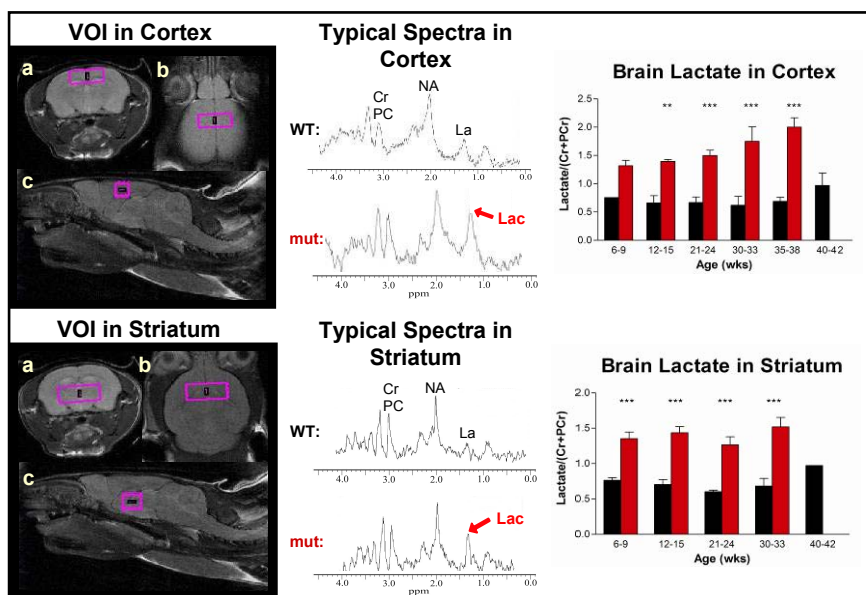 VOI in Cortex
a
b
1
1
c
Typical Spectra in
Cortex
WT:
Cr
PC
NA
La
4.0 3.0 2.0 1.0 0.0
mut:
Lac
4.0 3.0 2.0 1.0 0.0
ppm
Brain Lactate in Cortex
Lactate/(Cr+PCr)
2.5
2.0
1.5
1.0
0.5
0.0
** *** *** ***
6-9 12-15 21-24 30-33 35-38 40-42
Age (wks)
VOI in Striatum
a
b
1
1
c
Typical Spectra in
Striatum
WT:
Cr
PC
NA
La
4.0 3.0 2.0 1.0 0.0
mut:
Lac
4.0 3.0 2.0 1.0 0.0
ppm
Brain Lactate in Striatum
Lactate/(Cr+PCr)
2.0
1.5
1.0
0.5
0.0
*** *** *** ***
6-9 12-15 21-24 30-33 40-42
Age (wks)